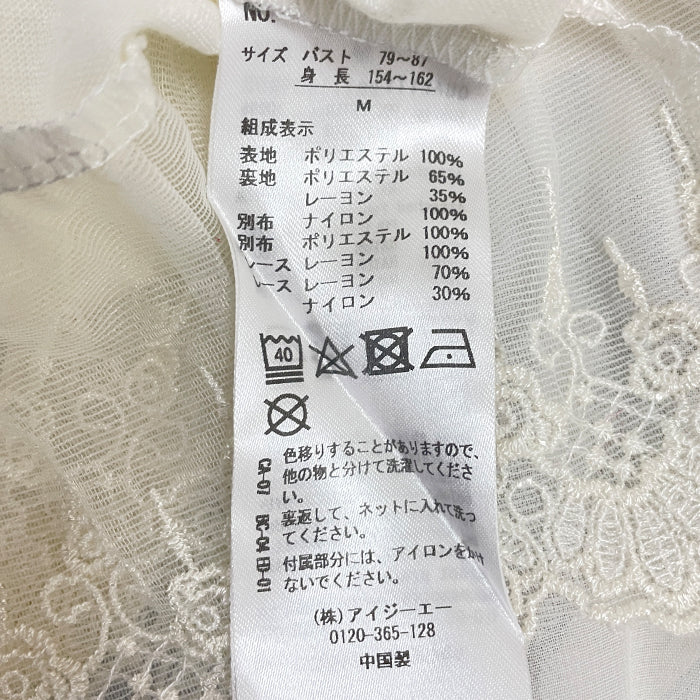 NO.
サイズ バスト 79〜87
身長 154〜162
M
組成表示
表地 ポリエステル 100%
裏地 ポリエステル 65%
レーヨン 35%
別布 ナイロン 100%
別布 ポリエステル 100%
ース レーヨン 100%
ース レーヨン 70%
ナイロン 30%
40
色移りすることがありますので、
他の物と分けて洗濯してくださ
い。
裏返して、ネットに入れて洗っ
てください。
付属部分には、アイロンをかけ
ないでください。
CA-07 BC-04 ED-01
(株)アイジーエー
0120-365-128
中国製